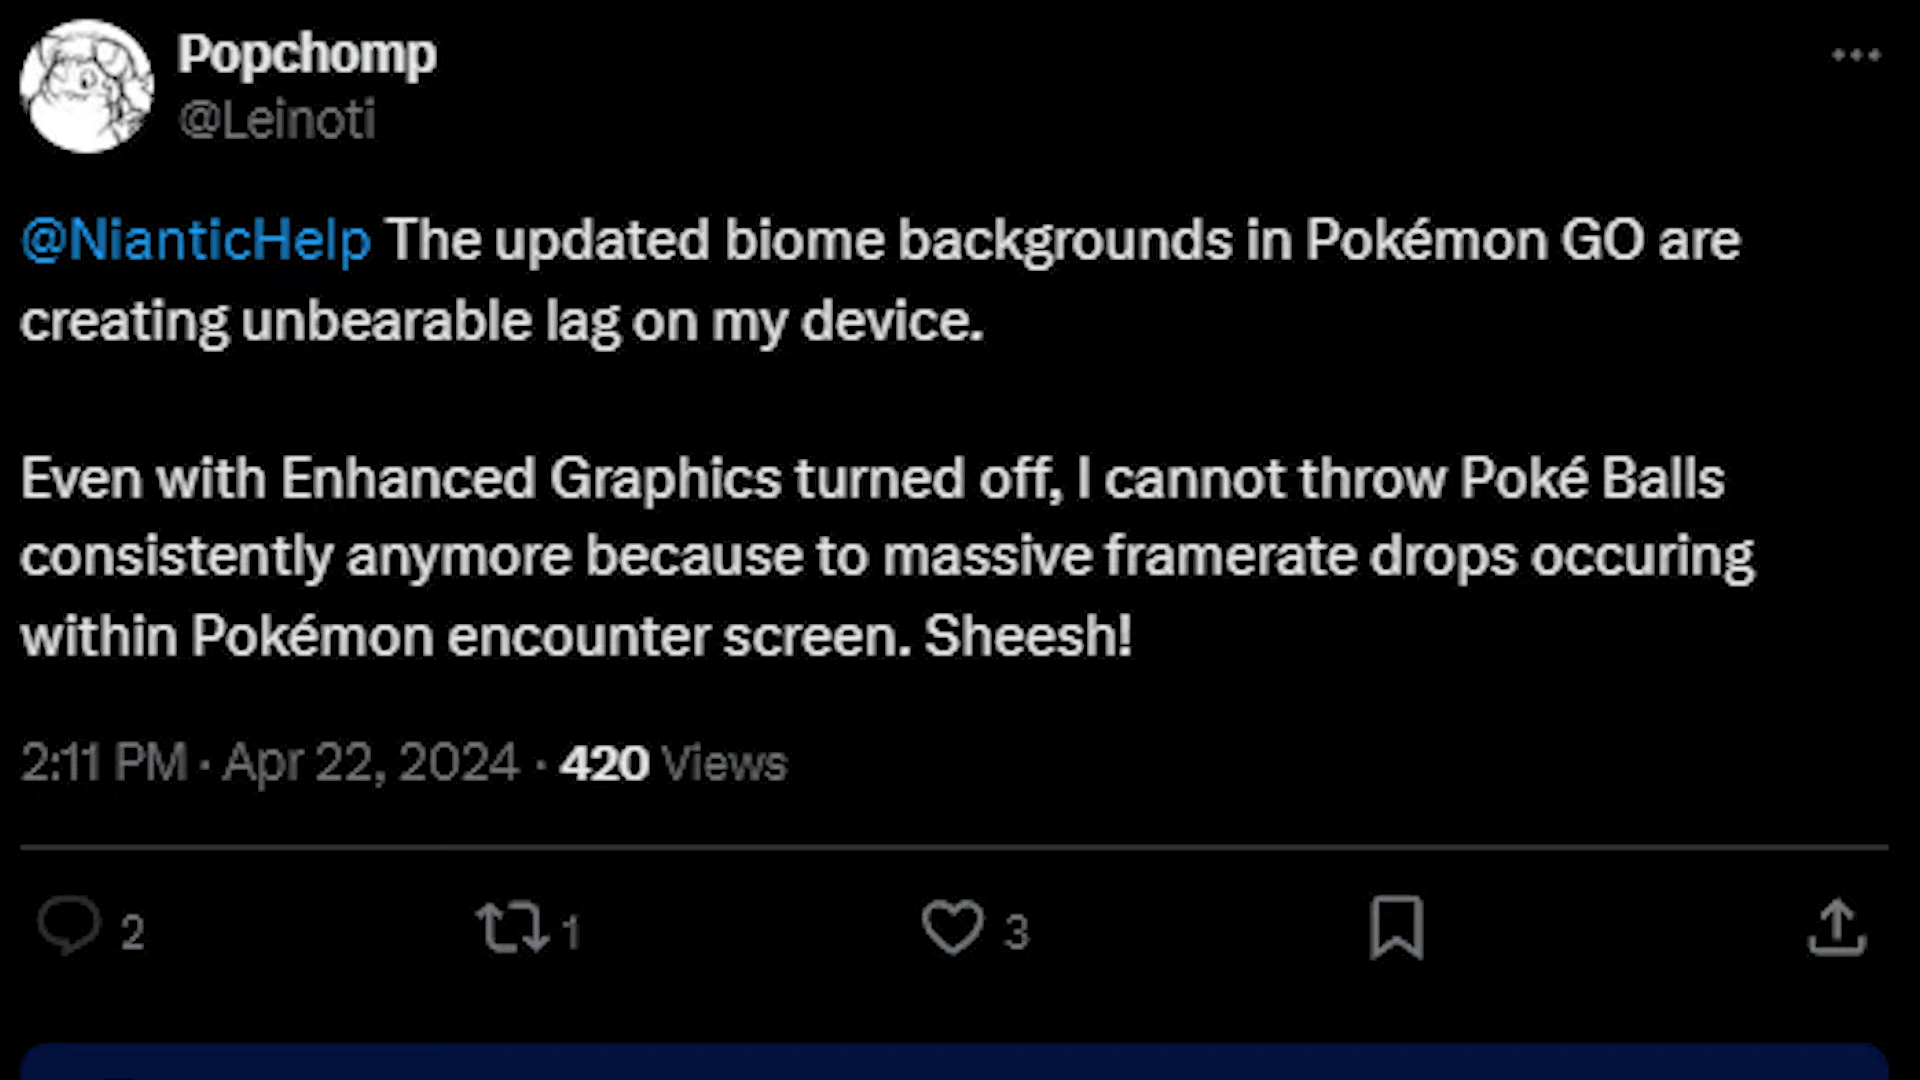 Popchomp
@Leinoti
@NianticHelp The updated biome backgrounds in Pokémon GO are
creating unbearable lag on my device.
Even with Enhanced Graphics turned off, I cannot throw Poké Balls
consistently anymore because to massive framerate drops occuring
within Pokémon encounter screen. Sheesh!
2:11 PM · Apr 22, 2024 · 420 Views
2 1 3